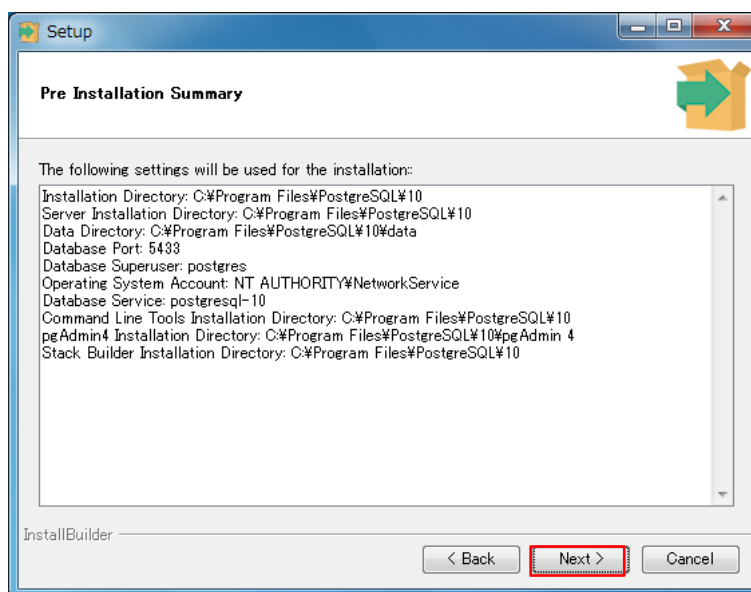 Setup
Pre Installation Summary
The following settings will be used for the installation::
Installation Directory: C:¥Program Files¥PostgreSQL¥10
Server Installation Directory: C:¥Program Files¥PostgreSQL¥10
Data Directory: C:¥Program Files¥PostgreSQL¥10¥data
Database Port: 5433
Database Superuser: postgres
Operating System Account: NT AUTHORITY¥NetworkService
Database Service: postgresql-10
Command Line Tools Installation Directory: C:¥Program Files¥PostgreSQL¥10
pgAdmin4 Installation Directory: C:¥Program Files¥PostgreSQL¥10¥pgAdmin 4
Stack Builder Installation Directory: C:¥Program Files¥PostgreSQL¥10
InstallBuilder
< Back Next > Cancel